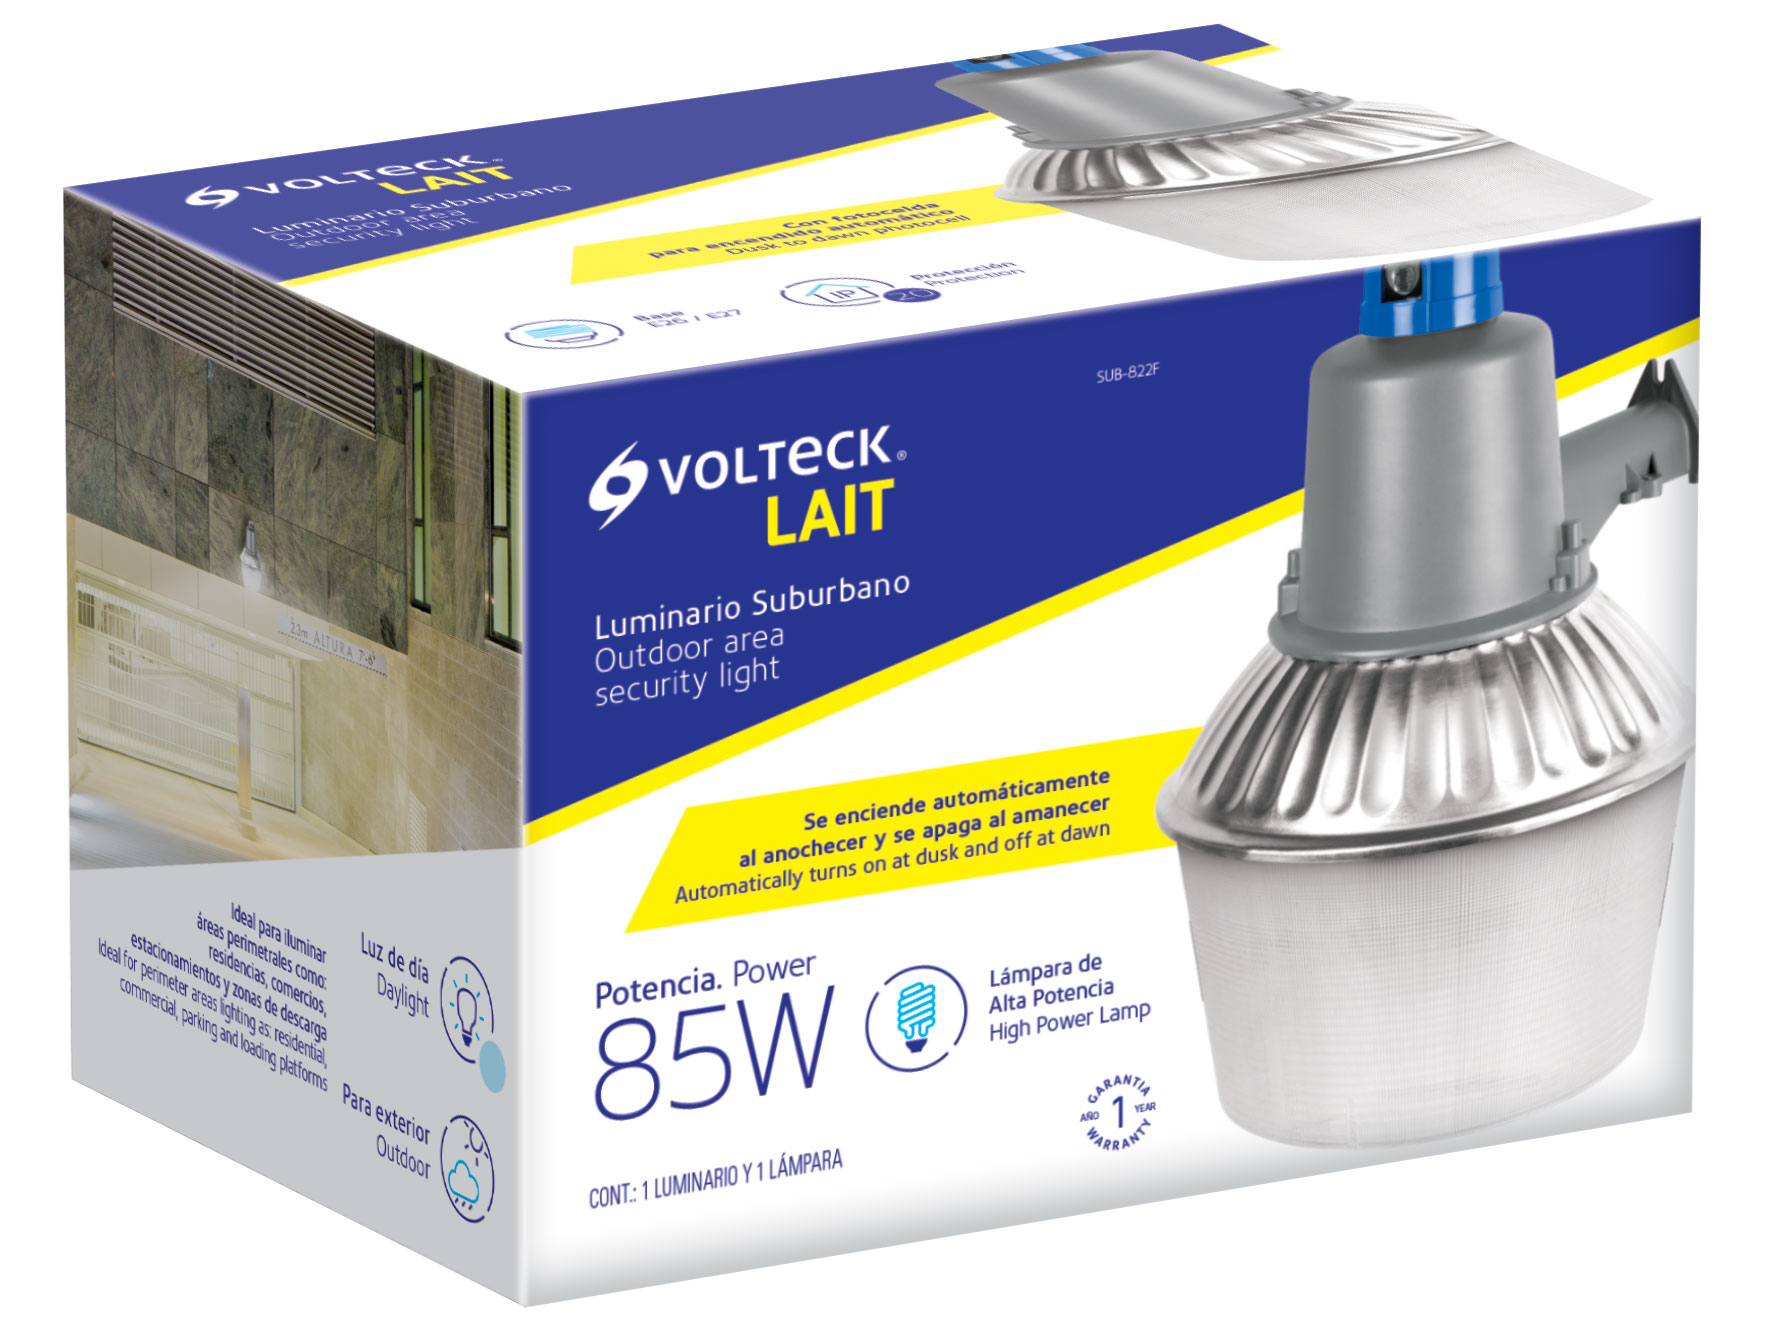 VOLTECK
LAIT
Luminario Suburbano
Outdoor area
security light
Con fotocelda
para encendido automático
Dusk to dawn photocell
Base
E26 / E27
IP
20
Protección
Protection
SUB-822F
VOLTECK®
LAIT
Luminario Suburbano
Outdoor area
security light
Se enciende automáticamente
al anochecer y se apaga al amanecer
Automatically turns on at dusk and off at dawn
Potencia. Power
85W
Lámpara de
Alta Potencia
High Power Lamp
GARANTIA
AÑO 1 YEAR
WARRANTY
CONT.: 1 LUMINARIO Y 1 LÁMPARA
2.3m ALTURA 7'-6"
Ideal para iluminar
áreas perimetrales como:
residencias, comercios,
estacionamientos y zonas de descarga
Ideal for perimeter areas lighting as: residential,
commercial, parking and loading platforms
Luz de día
Daylight
Para exterior
Outdoor